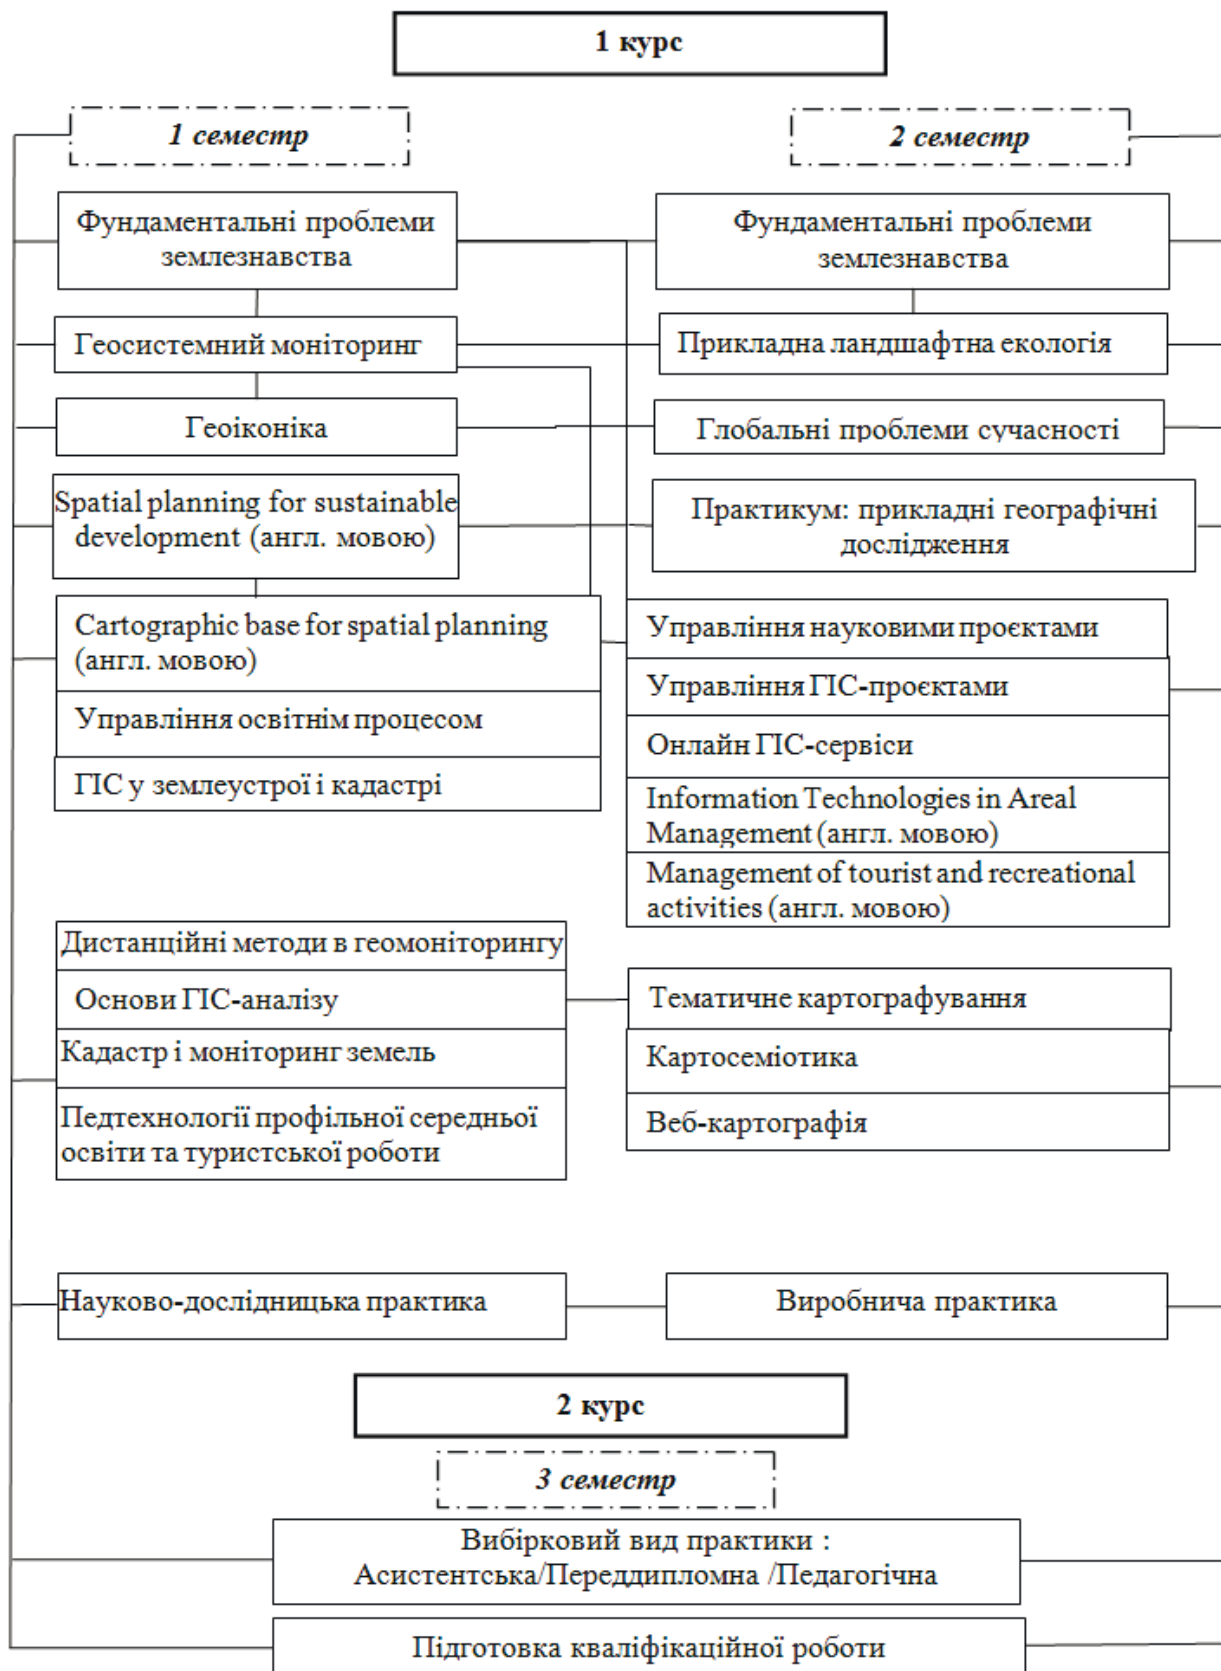 1 курс
1 семестр
2 семестр
Фундаментальні проблеми
землезнавства
Фундаментальні проблеми
землезнавства
Геосистемний моніторинг
Прикладна ландшафтна екологія
Геоіконіка
Глобальні проблеми сучасності
Spatial planning for sustainable
development (англ. мовою)
Практикум: прикладні географічні
дослідження
Cartographic base for spatial planning
(англ. мовою)
Управління освітнім процесом
ГІС у землеустрої і кадастрі
Управління науковими проєктами
Управління ГІС-проєктами
Онлайн ГІС-сервіси
Information Technologies in Areal
Management (англ. мовою)
Management of tourist and recreational
activities (англ. мовою)
Дистанційні методи в геомоніторингу
Основи ГІС-аналізу
Кадастр і моніторинг земель
Педтехнології профільної середньої
освіти та туристської роботи
Тематичне картографування
Картосеміотика
Веб-картографія
Науково-дослідницька практика
Виробнича практика
2 курс
3 семестр
Вибірковий вид практики :
Асистентська/Переддипломна /Педагогічна
Підготовка кваліфікаційної роботи